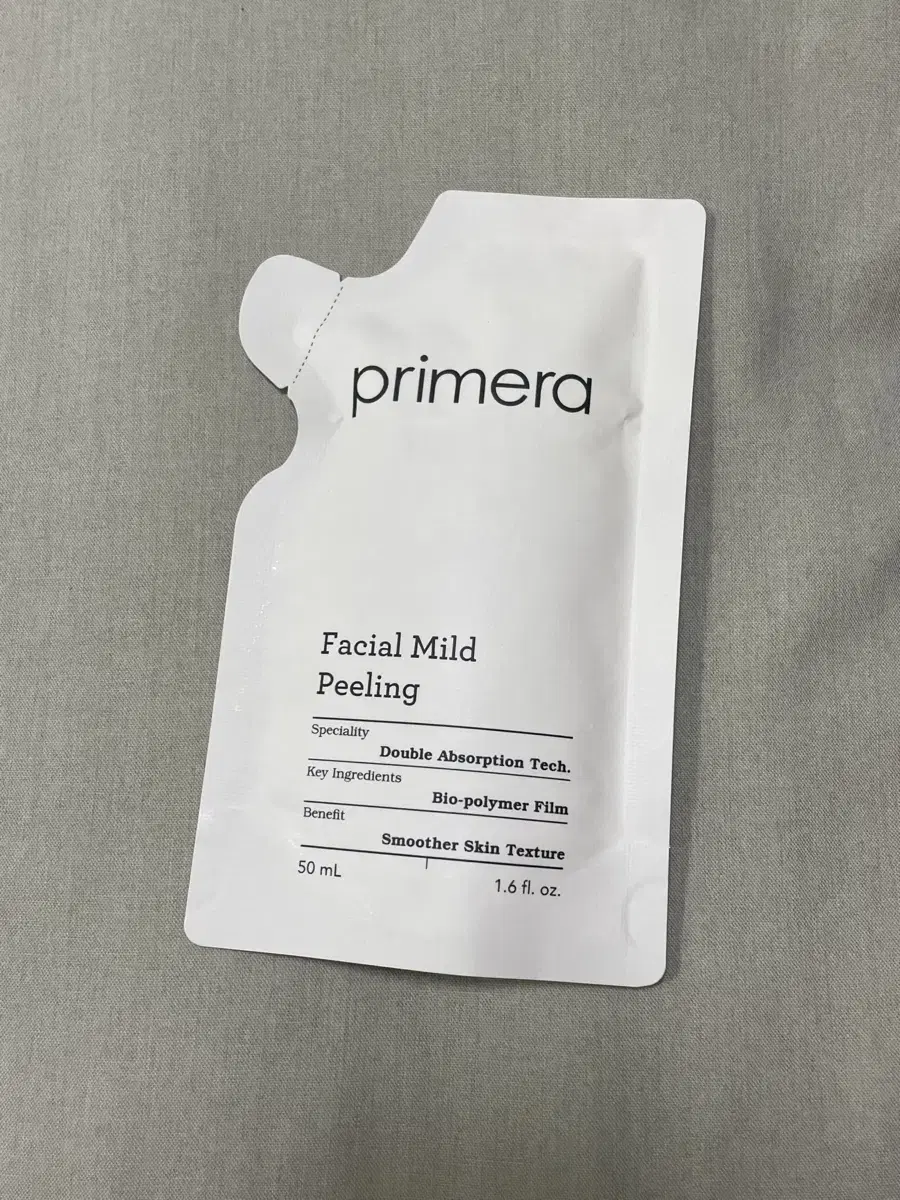 primera
Facial Mild
Peeling
Speciality
Double Absorption Tech.
Key Ingredients
Bio-polymer Film
Benefit
Smoother Skin Texture
50 mL
1.6 fl. oz.